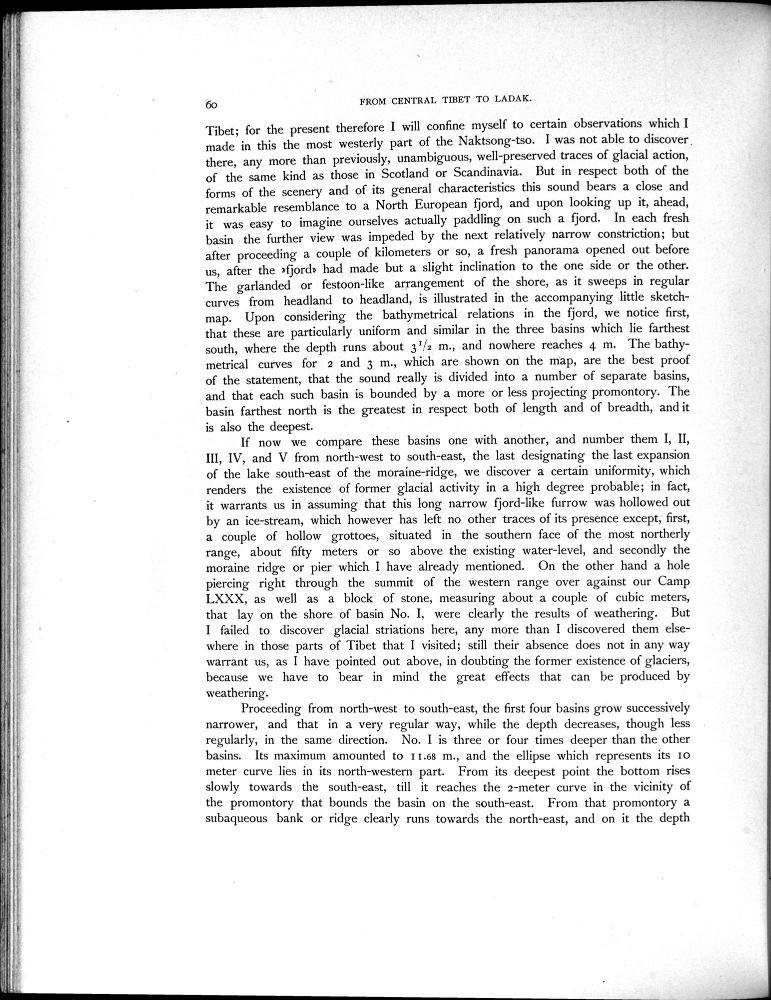 60
FROM CENTRAL TIBET TO LADAK.
Tibet; for the present therefore I will confine myself to certain observations which I
made in this the most westerly part of the Naktsong-tso. I was not able to discover
there, any more than previously, unambiguous, well-preserved traces of glacial action,
of the same kind as those in Scotland or Scandinavia. But in respect both of the
forms of the scenery and of its general characteristics this sound bears a close and
remarkable resemblance to a North European fjord, and upon looking up it, ahead,
it was easy to imagine ourselves actually paddling on such a fjord. In each fresh
basin the further view was impeded by the next relatively narrow constriction; but
after proceeding a couple of kilometers or so, a fresh panorama opened out before
us, after the »fjord» had made but a slight inclination to the one side or the other.
The garlanded or festoon-like arrangement of the shore, as it sweeps in regular
curves from headland to headland, is illustrated in the accompanying little sketch-
map. Upon considering the bathymetrical relations in the fjord, we notice first,
that these are particularly uniform and similar in the three basins which lie farthest
south, where the depth runs about 3 1/2 m., and nowhere reaches 4 m. The bathy-
metrical curves for 2 and 3 m., which are shown on the map, are the best proof
of the statement, that the sound really is divided into a number of separate basins,
and that each such basin is bounded by a more or less projecting promontory. The
basin farthest north is the greatest in respect both of length and of breadth, and it
is also the deepest.
If now we compare these basins one with another, and number them I, II,
III, IV, and V from north-west to south-east, the last designating the last expansion
of the lake south-east of the moraine-ridge, we discover a certain uniformity, which
renders the existence of former glacial activity in a high degree probable; in fact,
it warrants us in assuming that this long narrow fjord-like furrow was hollowed out
by an ice-stream, which however has left no other traces of its presence except, first,
a couple of hollow grottoes, situated in the southern face of the most northerly
range, about fifty meters or so above the existing water-level, and secondly the
moraine ridge or pier which I have already mentioned. On the other hand a hole
piercing right through the summit of the western range over against our Camp
LXXX, as well as a block of stone, measuring about a couple of cubic meters,
that lay on the shore of basin No. I, were clearly the results of weathering. But
I failed to discover glacial striations here, any more than I discovered them else-
where in those parts of Tibet that I visited; still their absence does not in any way
warrant us, as I have pointed out above, in doubting the former existence of glaciers,
because we have to bear in mind the great effects that can be produced by
weathering.
Proceeding from north-west to south-east, the first four basins grow successively
narrower, and that in a very regular way, while the depth decreases, though less
regularly, in the same direction. No. I is three or four times deeper than the other
basins. Its maximum amounted to 11.68 m., and the ellipse which represents its 10
meter curve lies in its north-western part. From its deepest point the bottom rises
slowly towards the south-east, till it reaches the 2-meter curve in the vicinity of
the promontory that bounds the basin on the south-east. From that promontory a
subaqueous bank or ridge clearly runs towards the north-east, and on it the depth